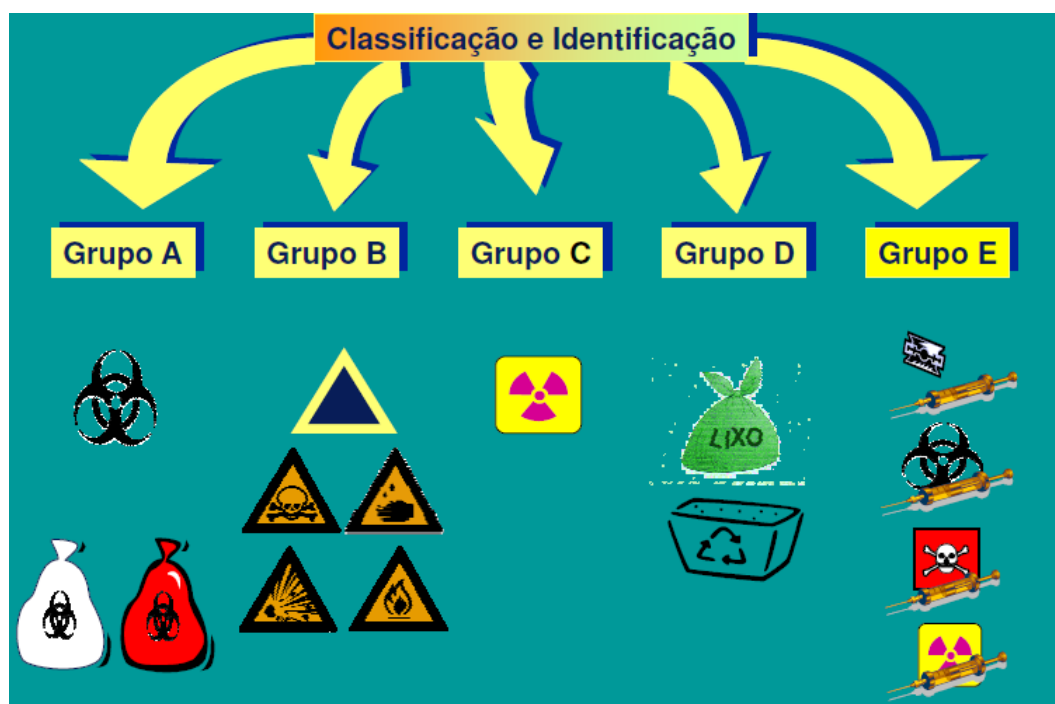 Classificação e Identificação
Grupo A
Grupo B
Grupo C
Grupo D
Grupo E
LIXO